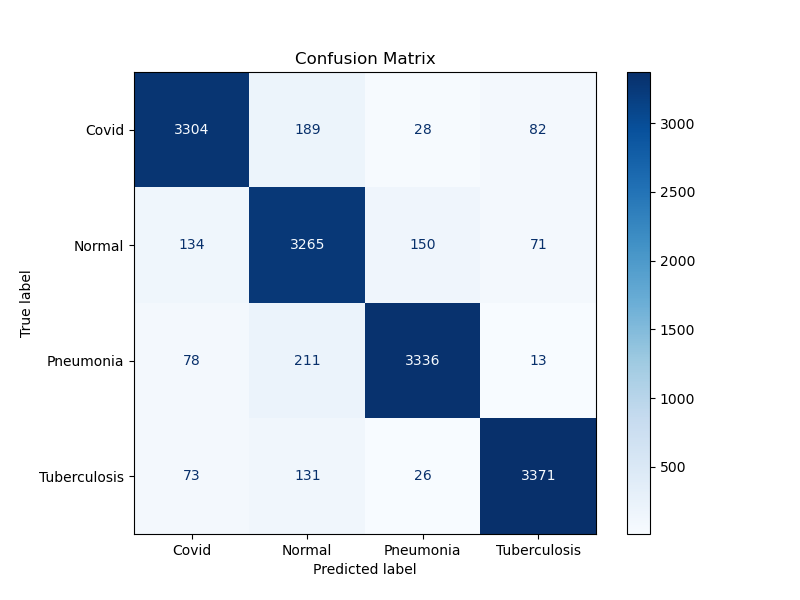 Confusion Matrix
Covid 3304 189 28 82
Normal 134 3265 150 71
Pneumonia 78 211 3336 13
Tuberculosis 73 131 26 3371
Covid Normal Pneumonia Tuberculosis
Predicted label
True label
3000
2500
2000
1500
1000
500